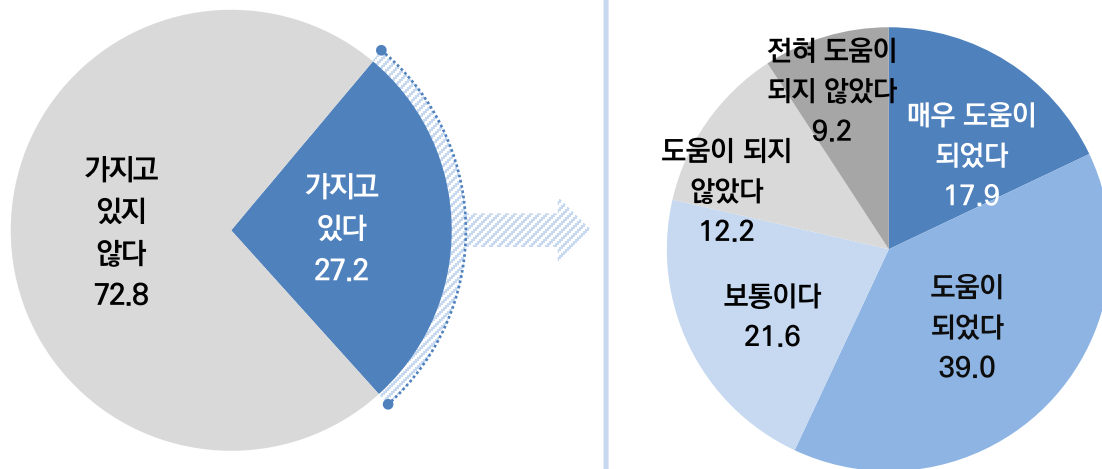 가지고
있지
않다
72.8
가지고
있다
27.2
전혀 도움이
되지 않았다
9.2
매우 도움이
되었다
17.9
도움이 되지
않았다
12.2
보통이다
21.6
도움이
되었다
39.0